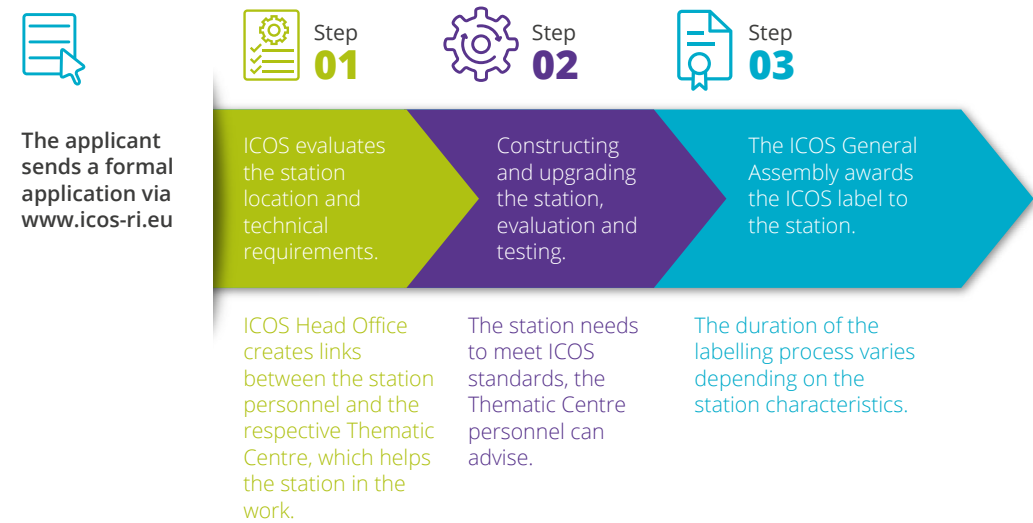 The applicant
sends a formal
application via
www.icos-ri.eu
Step
01
ICOS evaluates
the station
location and
technical
requirements.
ICOS Head Office
creates links
between the station
personnel and the
respective Thematic
Centre, which helps
the station in the
work.
Step
02
Constructing
and upgrading
the station,
evaluation and
testing.
The station needs
to meet ICOS
standards, the
Thematic Centre
personnel can
advise.
Step
03
The ICOS General
Assembly awards
the ICOS label to
the station.
The duration of the
labelling process varies
depending on the
station characteristics.